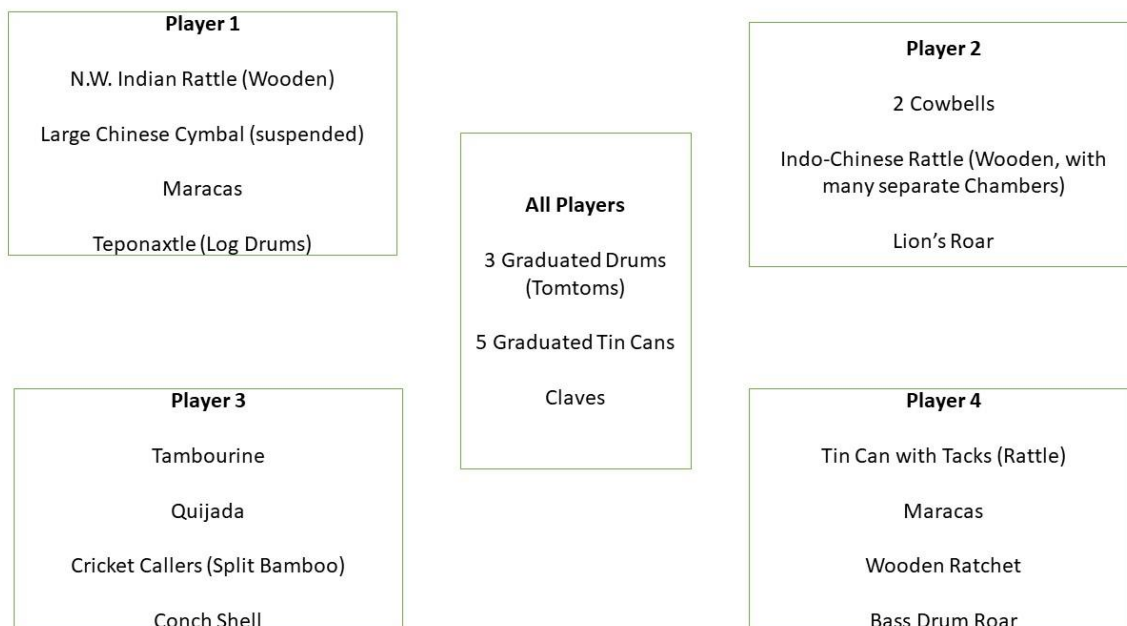 Player 1
N.W. Indian Rattle (Wooden)
Large Chinese Cymbal (suspended)
Maracas
Teponaxtle (Log Drums)
Player 2
2 Cowbells
Indo-Chinese Rattle (Wooden, with
many separate Chambers)
Lion's Roar
All Players
3 Graduated Drums
(Tomtoms)
5 Graduated Tin Cans
Claves
Player 3
Tambourine
Quijada
Cricket Callers (Split Bamboo)
Conch Shell
Player 4
Tin Can with Tacks (Rattle)
Maracas
Wooden Ratchet
Bass Drum Roar